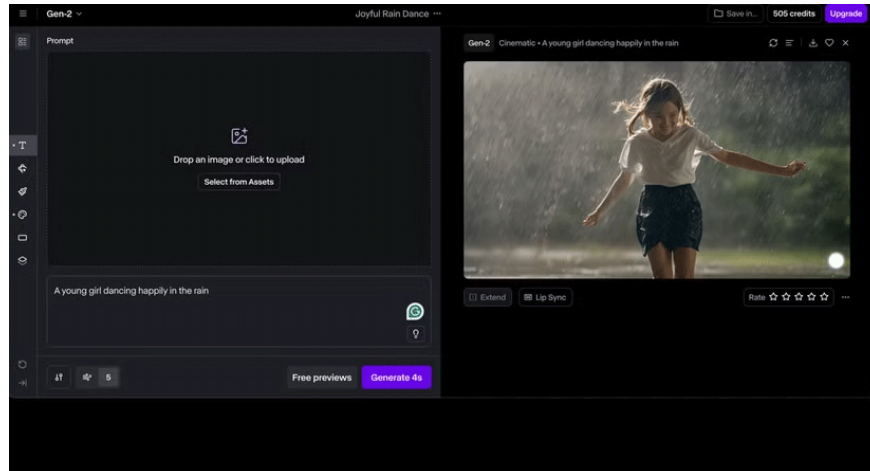 Gen-2
Joyful Rain Dance ...
Save in...
505 credits
Upgrade
Prompt
Drop an image or click to upload
Select from Assets
T
A young girl dancing happily in the rain
5
Free previews
Generate 4s
Gen-2 Cinematic • A young girl dancing happily in the rain
Extend
Lip Sync
Rate